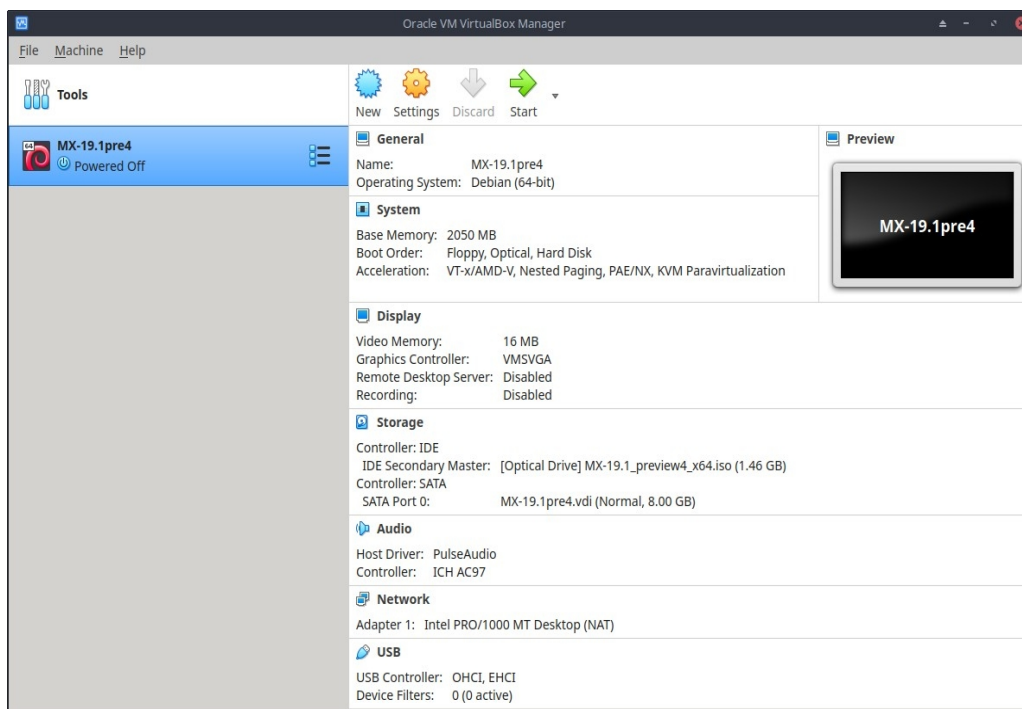 Oracle VM VirtualBox Manager
File Machine Help
Tools
New Settings Discard Start
64
MX-19.1pre4
Powered Off
General
Name: MX-19.1pre4
Operating System: Debian (64-bit)
Preview
MX-19.1pre4
System
Base Memory: 2050 MB
Boot Order: Floppy, Optical, Hard Disk
Acceleration: VT-x/AMD-V, Nested Paging, PAE/NX, KVM Paravirtualization
Display
Video Memory: 16 MB
Graphics Controller: VMSVGA
Remote Desktop Server: Disabled
Recording: Disabled
Storage
Controller: IDE
IDE Secondary Master: [Optical Drive] MX-19.1_preview4_x64.iso (1.46 GB)
Controller: SATA
SATA Port 0: MX-19.1pre4.vdi (Normal, 8.00 GB)
Audio
Host Driver: PulseAudio
Controller: ICH AC97
Network
Adapter 1: Intel PRO/1000 MT Desktop (NAT)
USB
USB Controller: OHCI, EHCI
Device Filters: 0 (0 active)